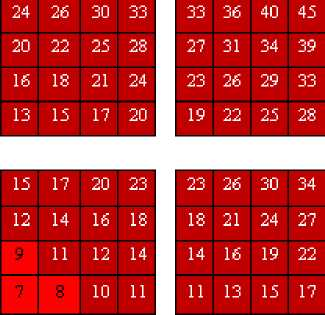 24 26 30 33 33 36 40 45
20 22 25 28 27 31 34 39
16 18 21 24 23 26 29 33
13 15 17 20 19 22 25 28
15 17 20 23 23 26 30 34
12 14 16 18 18 21 24 27
9 11 12 14 14 16 19 22
7 8 10 11 11 13 15 17